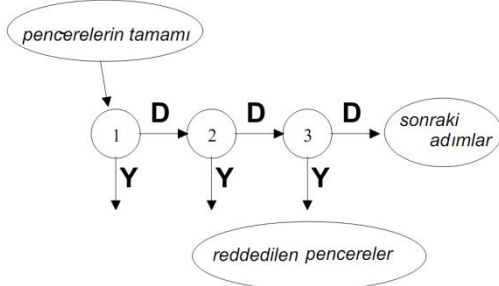 pencerelerin tamamı
D
D
D
1
2
3
sonraki
adımlar
Y
Y
Y
reddedilen pencereler